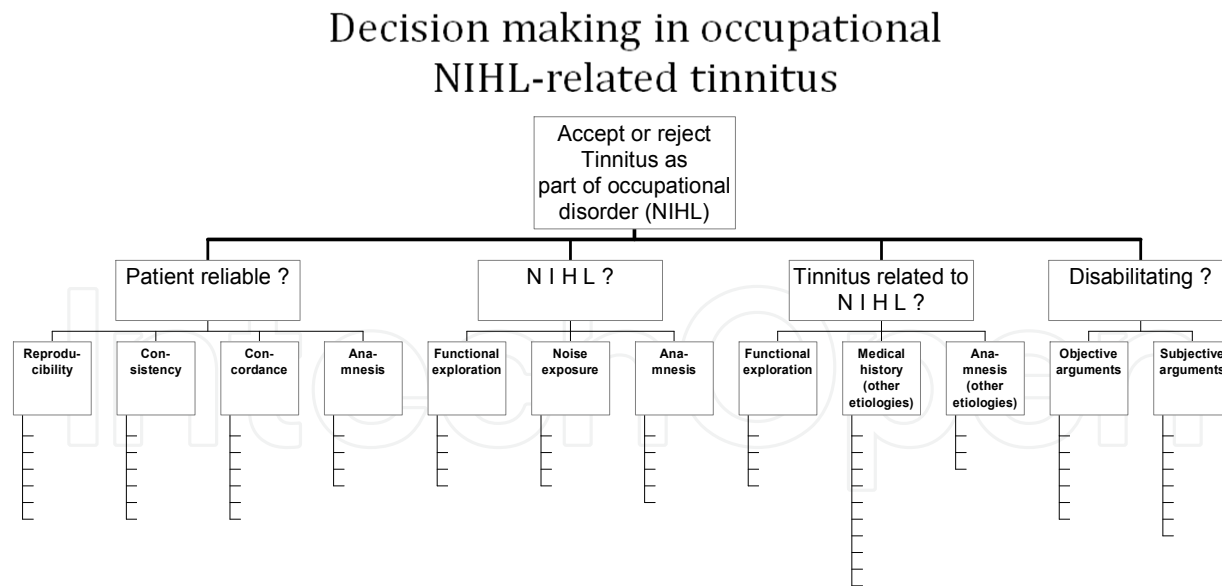 Decision making in occupational
NIHL-related tinnitus
Accept or reject
Tinnitus as
part of occupational
disorder (NIHL)
Patient reliable ?
N I H L ?
Tinnitus related to
N I H L ?
Disabilitating ?
Reprodu-
cibility
Con-
sistency
Con-
cordance
Ana-
mnesis
Functional
exploration
Noise
exposure
Ana-
mnesis
Functional
exploration
Medical
history
(other
etiologies)
Ana-
mnesis
(other
etiologies)
Objective
arguments
Subjective
arguments
IntechOpen